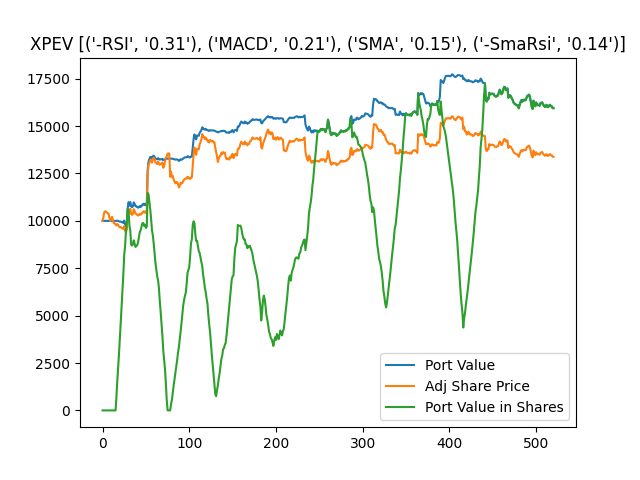 XPEV [('-RSI', '0.31'), ('MACD', '0.21'), ('SMA', '0.15'), ('-SmaRsi', '0.14')]
17500
15000
12500
10000
7500
5000
2500
0
Port Value
Adj Share Price
Port Value in Shares
0 100 200 300 400 500